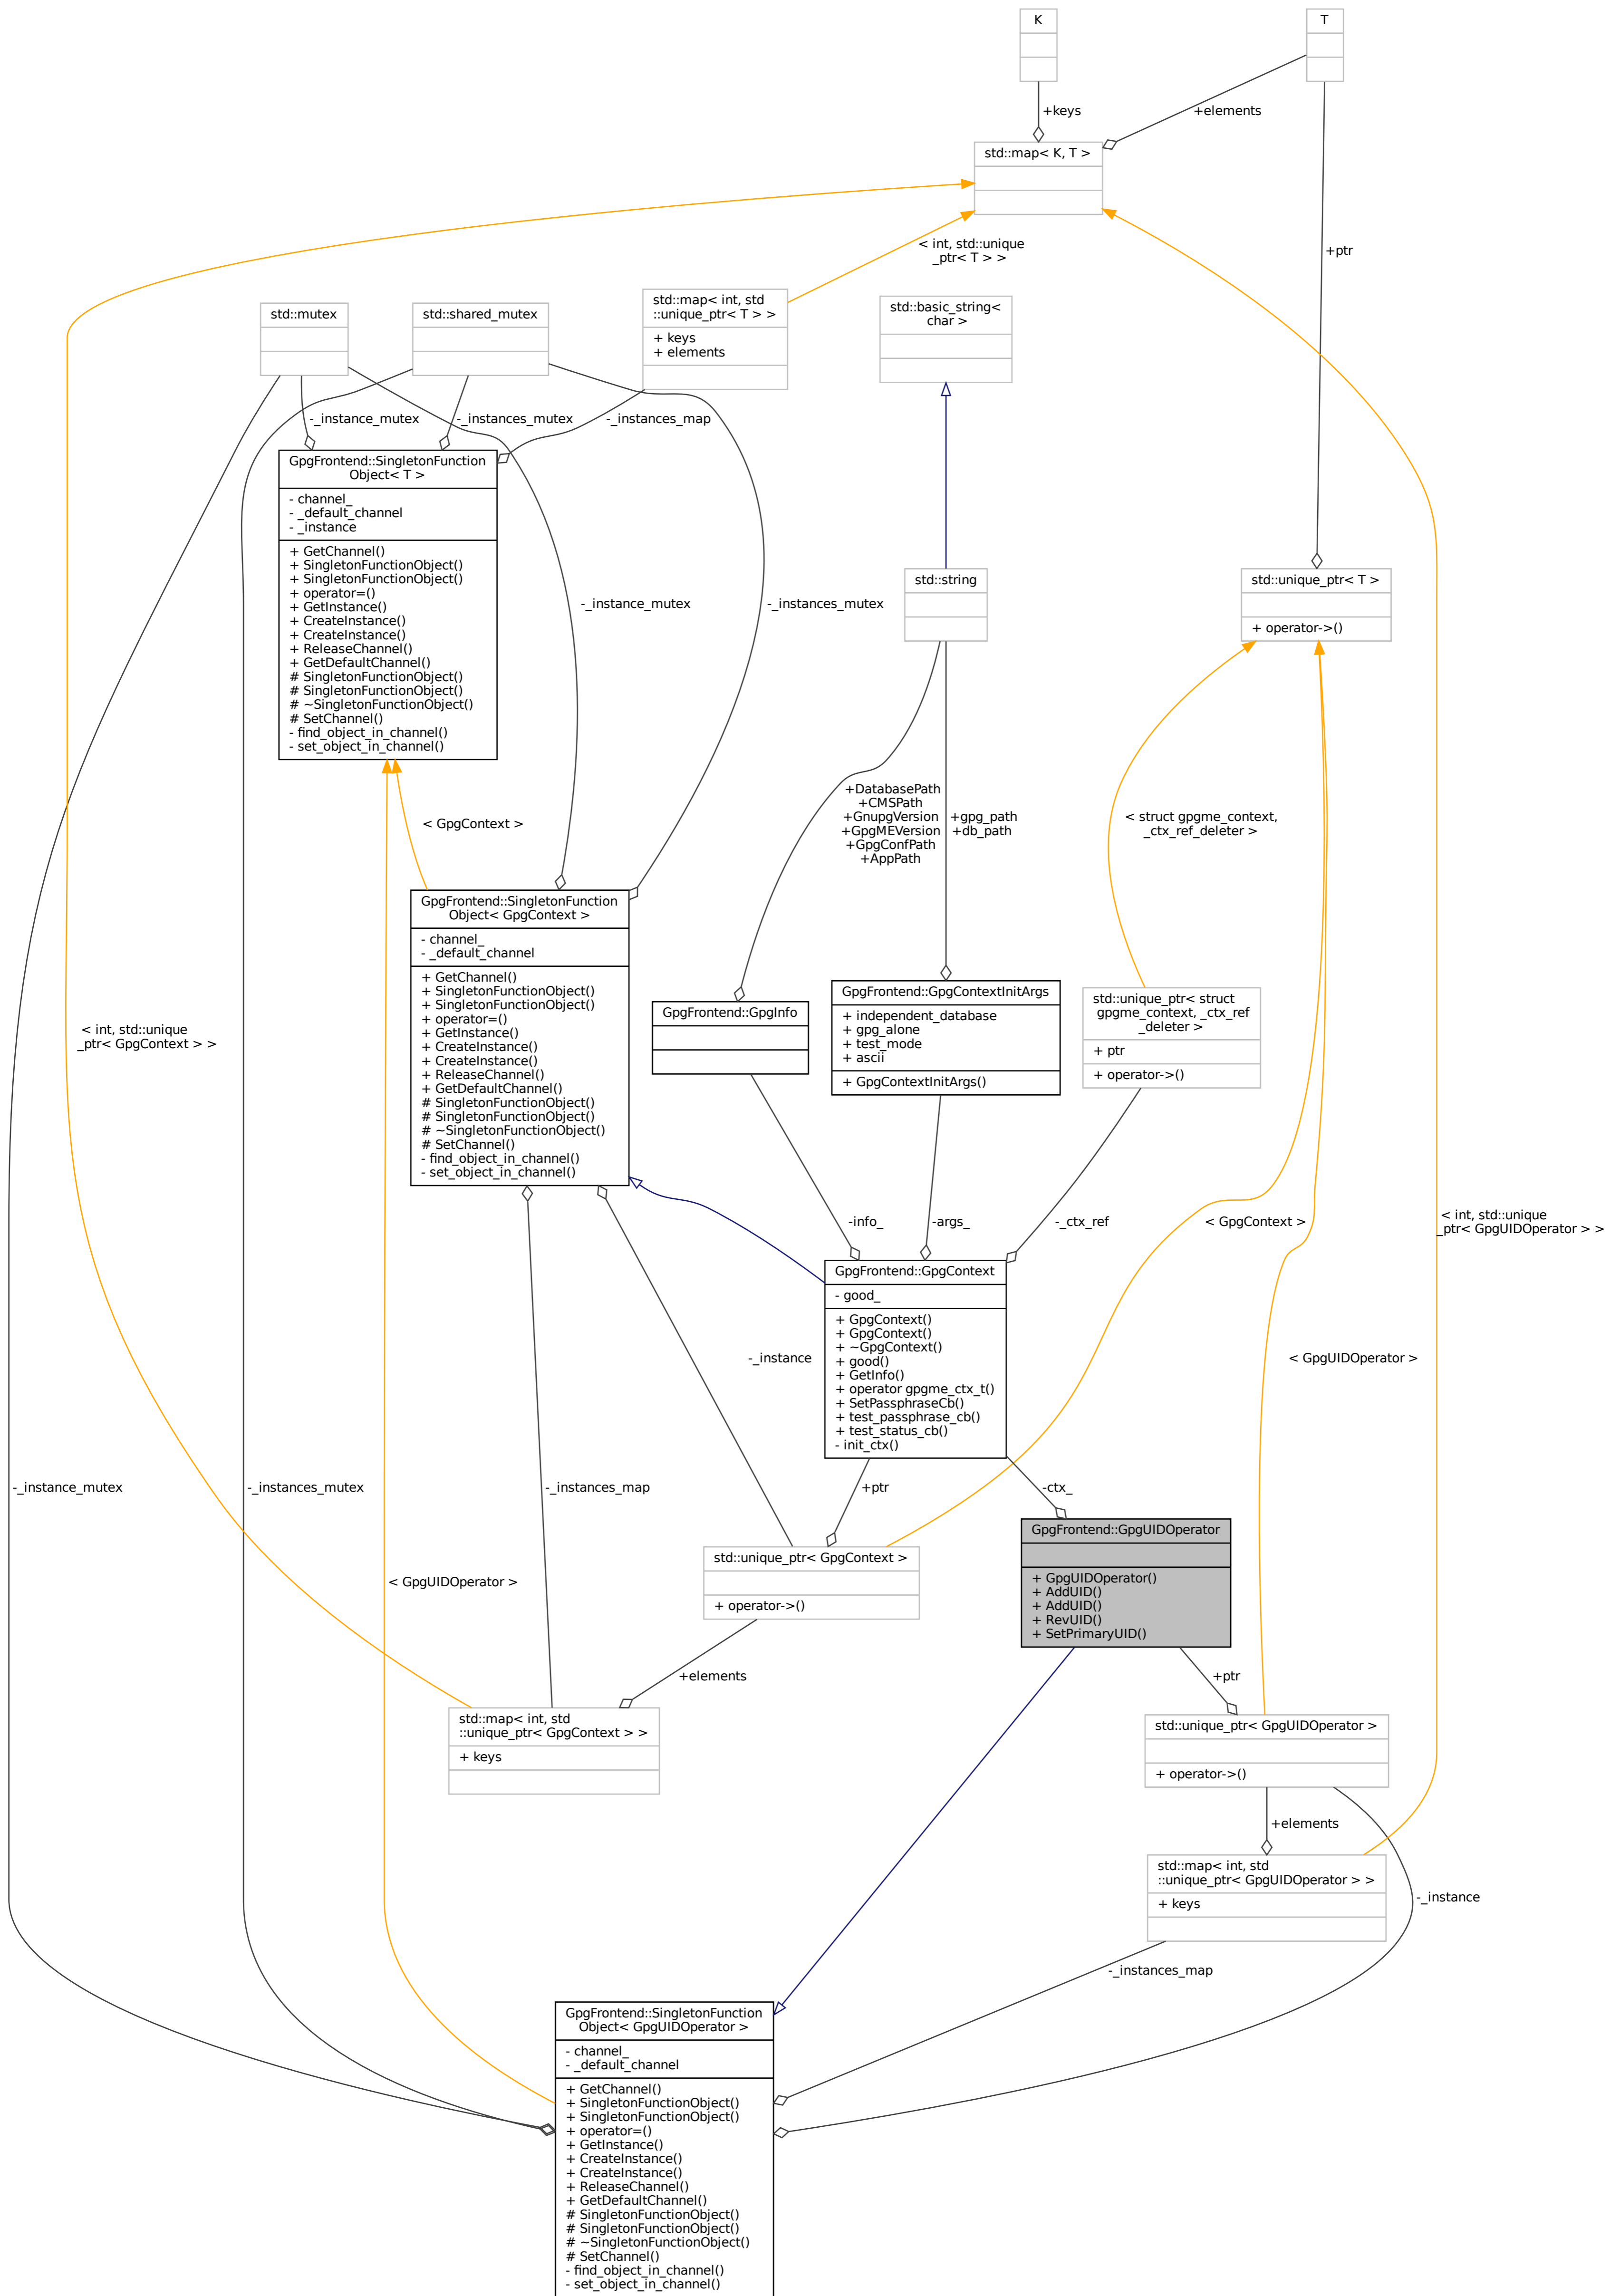 K
T
+keys
+elements
std::map< K, T >
+ptr
< int, std::unique
_ptr< T > >
std::mutex
std::shared_mutex
std::map< int, std
::unique_ptr< T > >
+ keys
+ elements
std::basic_string<
char >
-_instance_mutex
-_instances_mutex
-_instances_map
GpgFrontend::SingletonFunction
Object< T >
- channel_
- _default_channel
- _instance
+ GetChannel()
+ SingletonFunctionObject()
+ SingletonFunctionObject()
+ operator=()
+ GetInstance()
+ CreateInstance()
+ CreateInstance()
+ ReleaseChannel()
+ GetDefaultChannel()
# SingletonFunctionObject()
# SingletonFunctionObject()
# ~SingletonFunctionObject()
# SetChannel()
- find_object_in_channel()
- set_object_in_channel()
-_instance_mutex
-_instances_mutex
std::string
std::unique_ptr< T >
+ operator->()
< GpgContext >
+DatabasePath
+CMSPath
+GnupgVersion
+GpgMEVersion
+GpgConfPath
+AppPath
+gpg_path
+db_path
< struct gpgme_context,
_ctx_ref_deleter >
GpgFrontend::SingletonFunction
Object< GpgContext >
- channel_
- _default_channel
+ GetChannel()
+ SingletonFunctionObject()
+ SingletonFunctionObject()
+ operator=()
+ GetInstance()
+ CreateInstance()
+ CreateInstance()
+ ReleaseChannel()
+ GetDefaultChannel()
# SingletonFunctionObject()
# SingletonFunctionObject()
# ~SingletonFunctionObject()
# SetChannel()
- find_object_in_channel()
- set_object_in_channel()
GpgFrontend::GpgInfo
GpgFrontend::GpgContextInitArgs
+ independent_database
+ gpg_alone
+ test_mode
+ ascii
+ GpgContextInitArgs()
std::unique_ptr< struct
gpgme_context, _ctx_ref
_deleter >
+ ptr
+ operator->()
< int, std::unique
_ptr< GpgContext > >
-info_
-args_
-_ctx_ref
< GpgContext >
< int, std::unique
_ptr< GpgUIDOperator > >
GpgFrontend::GpgContext
- good_
+ GpgContext()
+ GpgContext()
+ ~GpgContext()
+ good()
+ GetInfo()
+ operator gpgme_ctx_t()
+ SetPassphraseCb()
+ test_passphrase_cb()
+ test_status_cb()
- init_ctx()
-_instance
< GpgUIDOperator >
-_instance_mutex
-_instances_mutex
-_instances_map
+ptr
-ctx_
GpgFrontend::GpgUIDOperator
+ GpgUIDOperator()
+ AddUID()
+ AddUID()
+ RevUID()
+ SetPrimaryUID()
< GpgUIDOperator >
std::unique_ptr< GpgContext >
+ operator->()
+elements
+ptr
std::map< int, std
::unique_ptr< GpgContext > >
+ keys
std::unique_ptr< GpgUIDOperator >
+ operator->()
+elements
std::map< int, std
::unique_ptr< GpgUIDOperator > >
+ keys
-_instance
-_instances_map
GpgFrontend::SingletonFunction
Object< GpgUIDOperator >
- channel_
- _default_channel
+ GetChannel()
+ SingletonFunctionObject()
+ SingletonFunctionObject()
+ operator=()
+ GetInstance()
+ CreateInstance()
+ CreateInstance()
+ ReleaseChannel()
+ GetDefaultChannel()
# SingletonFunctionObject()
# SingletonFunctionObject()
# ~SingletonFunctionObject()
# SetChannel()
- find_object_in_channel()
- set_object_in_channel()